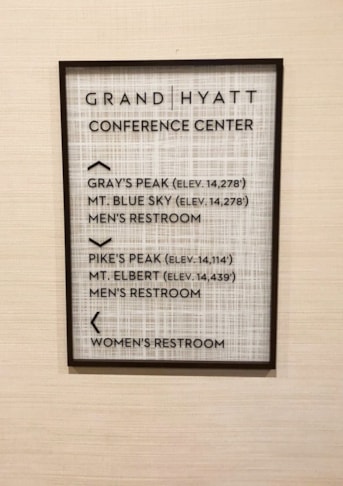 GRAND|HYATT
CONFERENCE CENTER
GRAY'S PEAK (ELEV. 14,278')
MT. BLUE SKY (ELEV. 14,278')
MEN'S RESTROOM
PIKE'S PEAK (ELEV. 14,114')
MT. ELBERT (ELEV. 14,439')
MEN'S RESTROOM
WOMEN'S RESTROOM